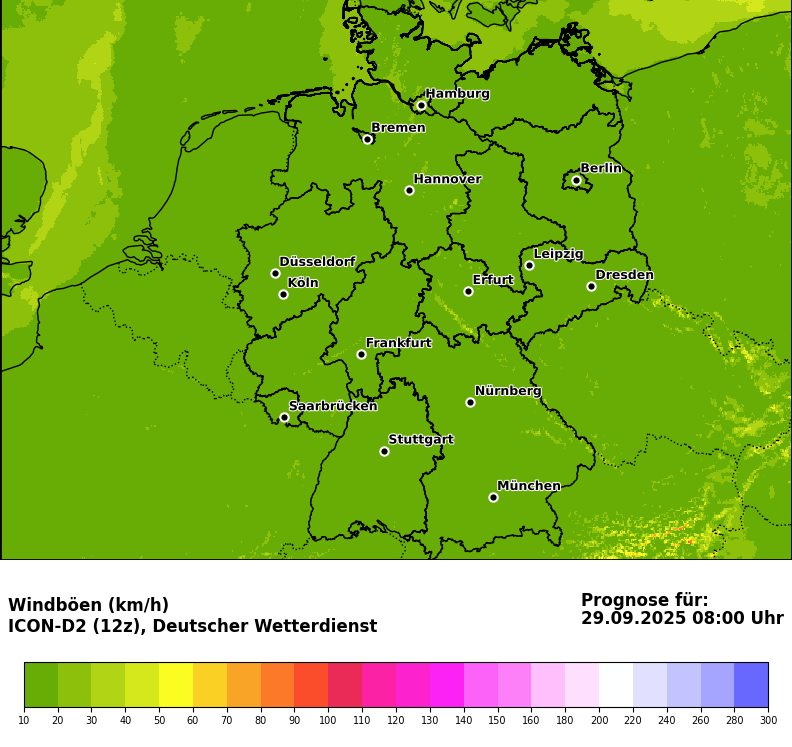 Hamburg
Bremen
Berlin
Hannover
Leipzig
Düsseldorf
Dresden
Köln
Erfurt
Frankfurt
Nürnberg
Saarbrücken
Stuttgart
München
Windböen (km/h)
ICON-D2 (12z), Deutscher Wetterdienst
Prognose für:
29.09.2025 08:00 Uhr
10 20 30 40 50 60 70 80 90 100 110 120 130 140 150 160 180 200 220 240 260 280 300